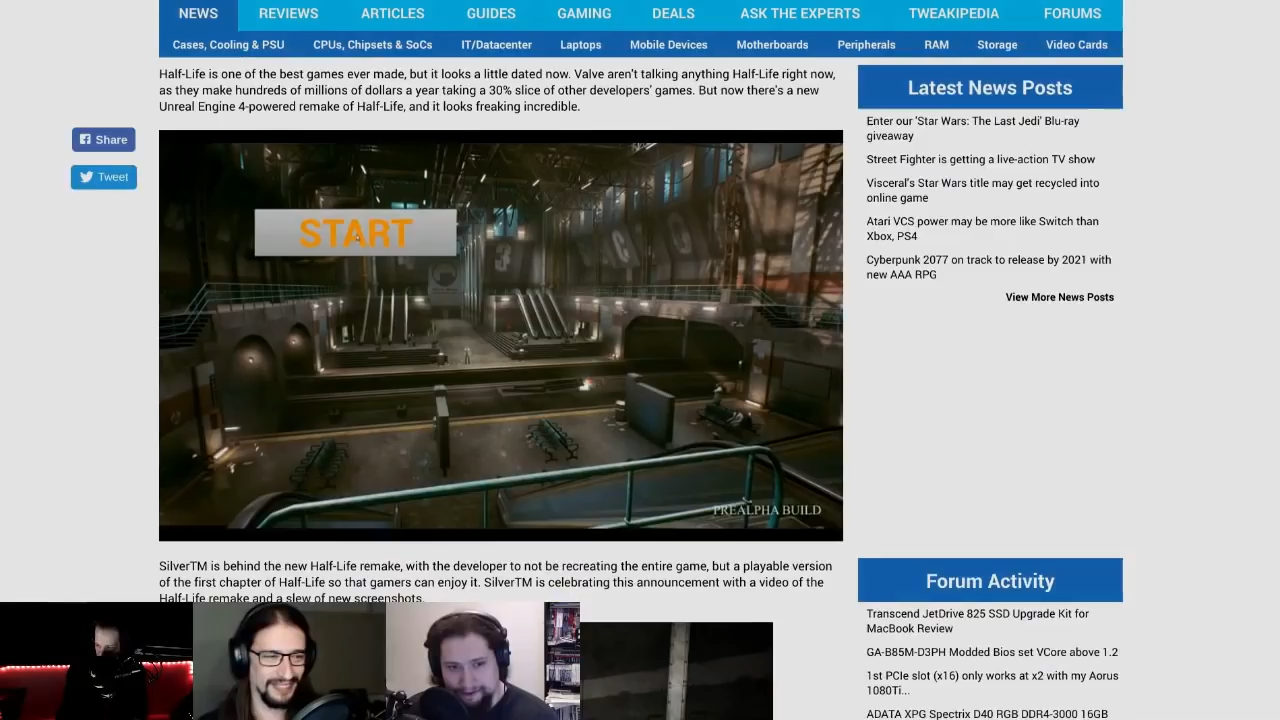 NEWS REVIEWS ARTICLES GUIDES GAMING DEALS ASK THE EXPERTS TWEAKIPEDIA FORUMS
Cases, Cooling & PSU CPUs, Chipsets & SoCs IT/Datacenter Laptops Mobile Devices Motherboards Peripherals RAM Storage Video Cards
Half-Life is one of the best games ever made, but it looks a little dated now. Valve aren't talking anything Half-Life right now,
as they make hundreds of millions of dollars a year taking a 30% slice of other developers' games. But now there's a new
Unreal Engine 4-powered remake of Half-Life, and it looks freaking incredible.
Share
Tweet
START
PREALPHA BUILD
SilverTM is behind the new Half-Life remake, with the developer to not be recreating the entire game, but a playable version
of the first chapter of Half-Life so that gamers can enjoy it. SilverTM is celebrating this announcement with a video of the
Half-Life remake and a slew of new screenshots.
Latest News Posts
Enter our 'Star Wars: The Last Jedi' Blu-ray
giveaway
Street Fighter is getting a live-action TV show
Visceral's Star Wars title may get recycled into
online game
Atari VCS power may be more like Switch than
Xbox, PS4
Cyberpunk 2077 on track to release by 2021 with
new AAA RPG
View More News Posts
Forum Activity
Transcend JetDrive 825 SSD Upgrade Kit for
MacBook Review
GA-B85M-D3PH Modded Bios set VCore above 1.2
1st PCIe slot (x16) only works at x2 with my Aorus
1080Ti...
ADATA XPG Spectrix D40 RGB DDR4-3000 16GB